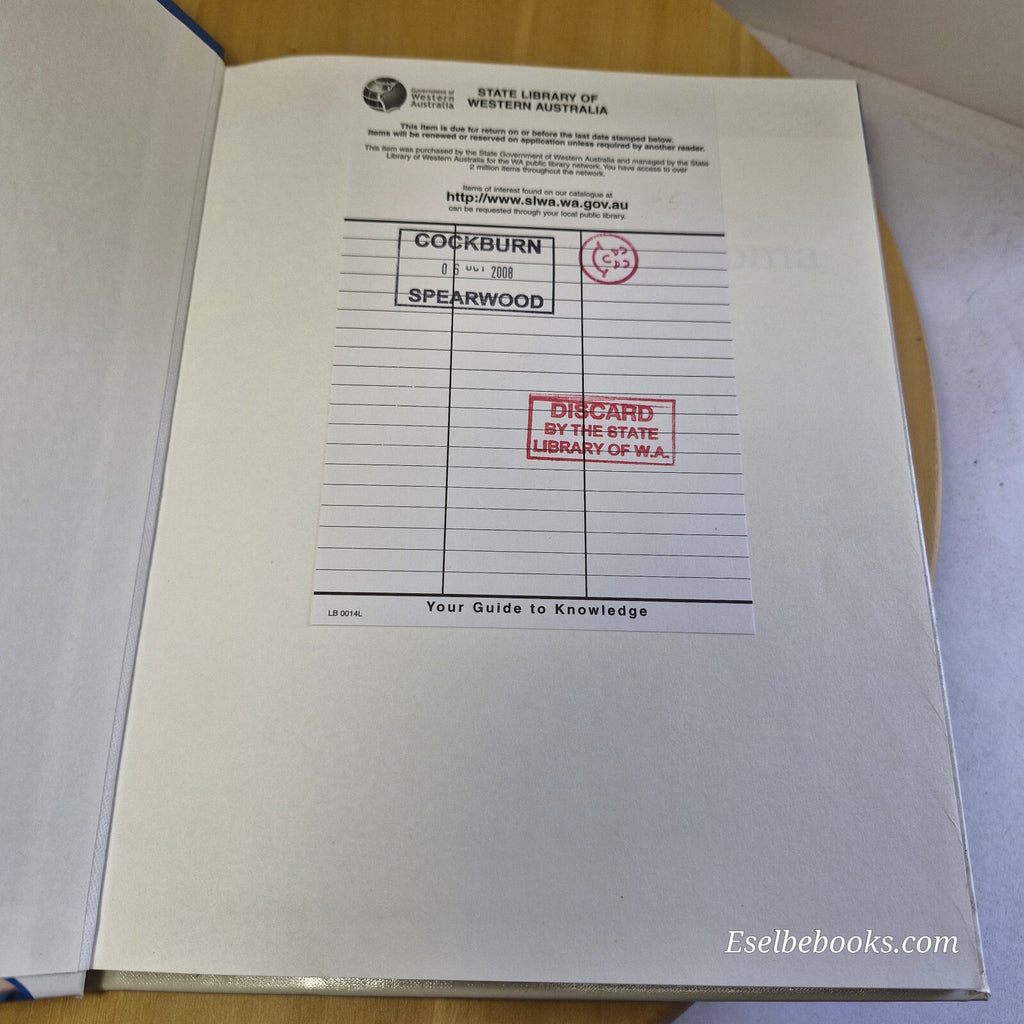 Government of
Western
Australia
STATE LIBRARY OF
WESTERN AUSTRALIA
This item is due for return on or before the last date stamped below.
Items will be renewed or reserved on application unless required by another reader.
This item was purchased by the State Government of Western Australia and managed by the State
Library of Western Australia for the WA public library network. You have access to over
2 million items throughout the network.
Items of interest found on our catalogue at
http://www.slwa.wa.gov.au
can be requested through your local public library.
COCKBURN
06 OCT 2008
SPEARWOOD
DISCARD
BY THE STATE
LIBRARY OF W.A.
LB 0014L
Your Guide to Knowledge
Eselbebooks.com